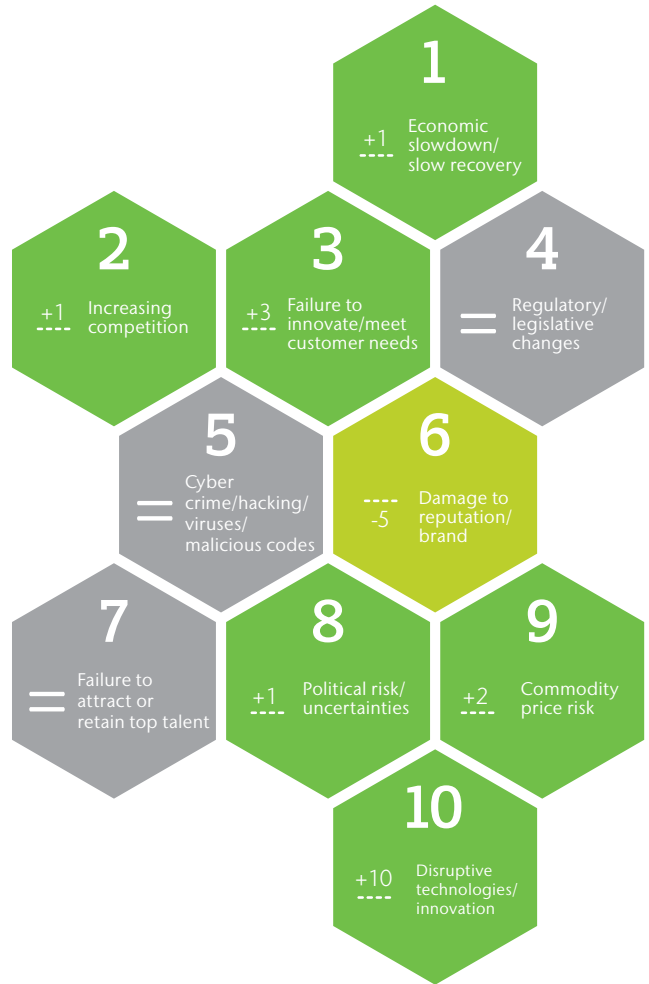 1
+1
Economic
slowdown/
slow recovery
2
+1
Increasing
competition
3
+3
Failure to
innovate/meet
customer needs
4
=
Regulatory/
legislative
changes
5
=
Cyber
crime/hacking/
viruses/
malicious codes
6
-5
Damage to
reputation/
brand
7
=
Failure to
attract or
retain top talent
8
+1
Political risk/
uncertainties
9
+2
Commodity
price risk
10
+10
Disruptive
technologies/
innovation